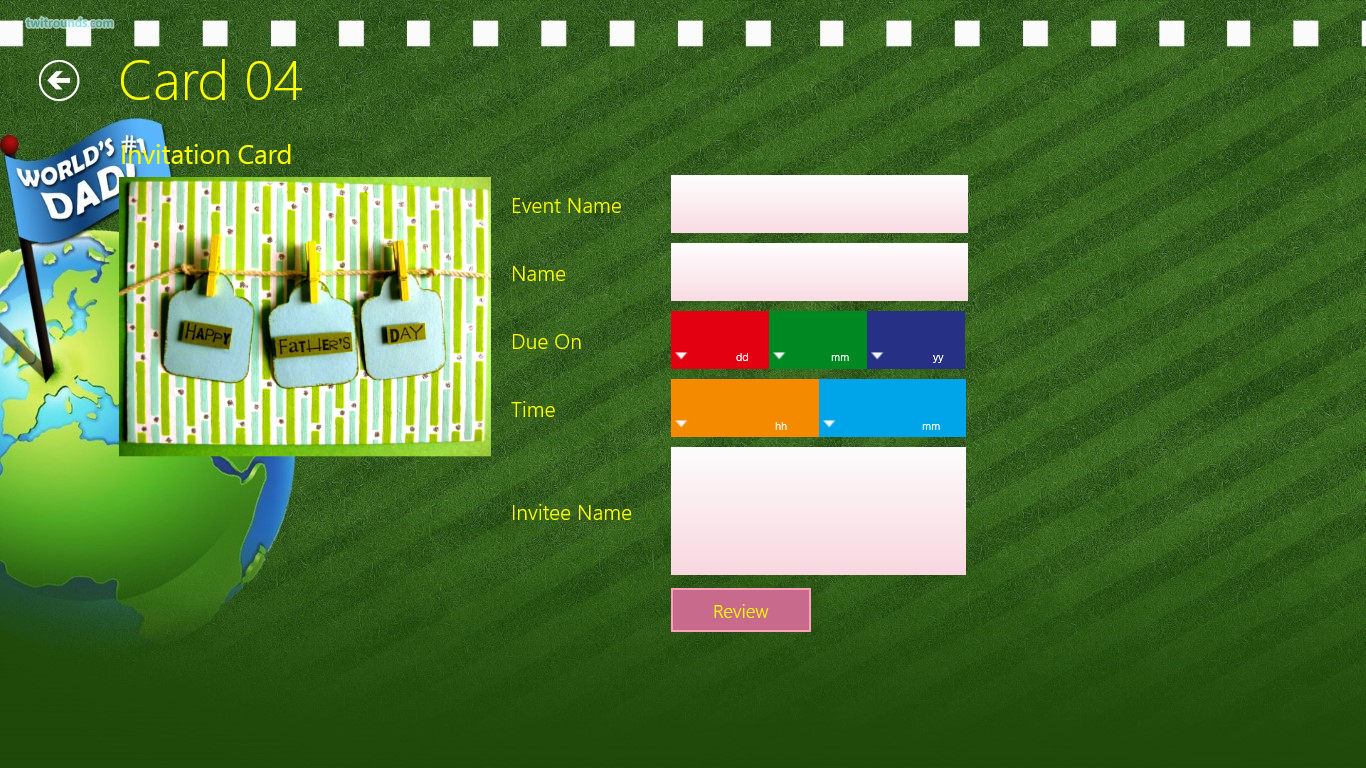 twitrounds.com
Card 04
WORLD'S #1
DAD!
Invitation Card
HAPPY
FATHER'S
DAY
Event Name
Name
Due On
dd
mm
yy
Time
hh
mm
Invitee Name
Review